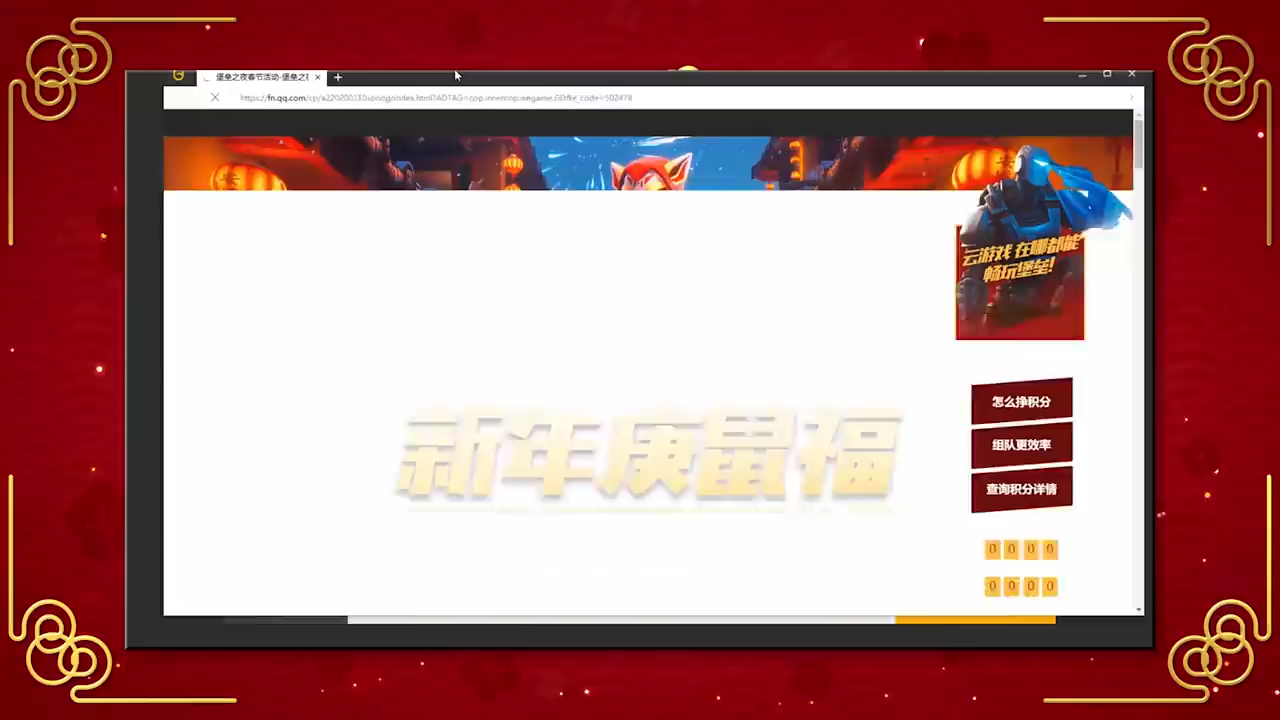 堡垒之夜春节活动-堡垒之夜
云游戏 在哪都能
畅玩堡垒!
新年庚鼠福
怎么挣积分
组队更效率
查询积分详情
0 0 0 0
0 0 0 0